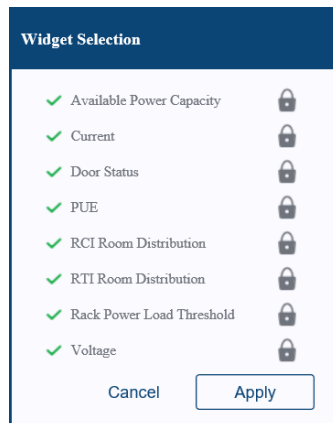 Widget Selection
Available Power Capacity
Current
Door Status
PUE
RCI Room Distribution
RTI Room Distribution
Rack Power Load Threshold
Voltage
Cancel Apply